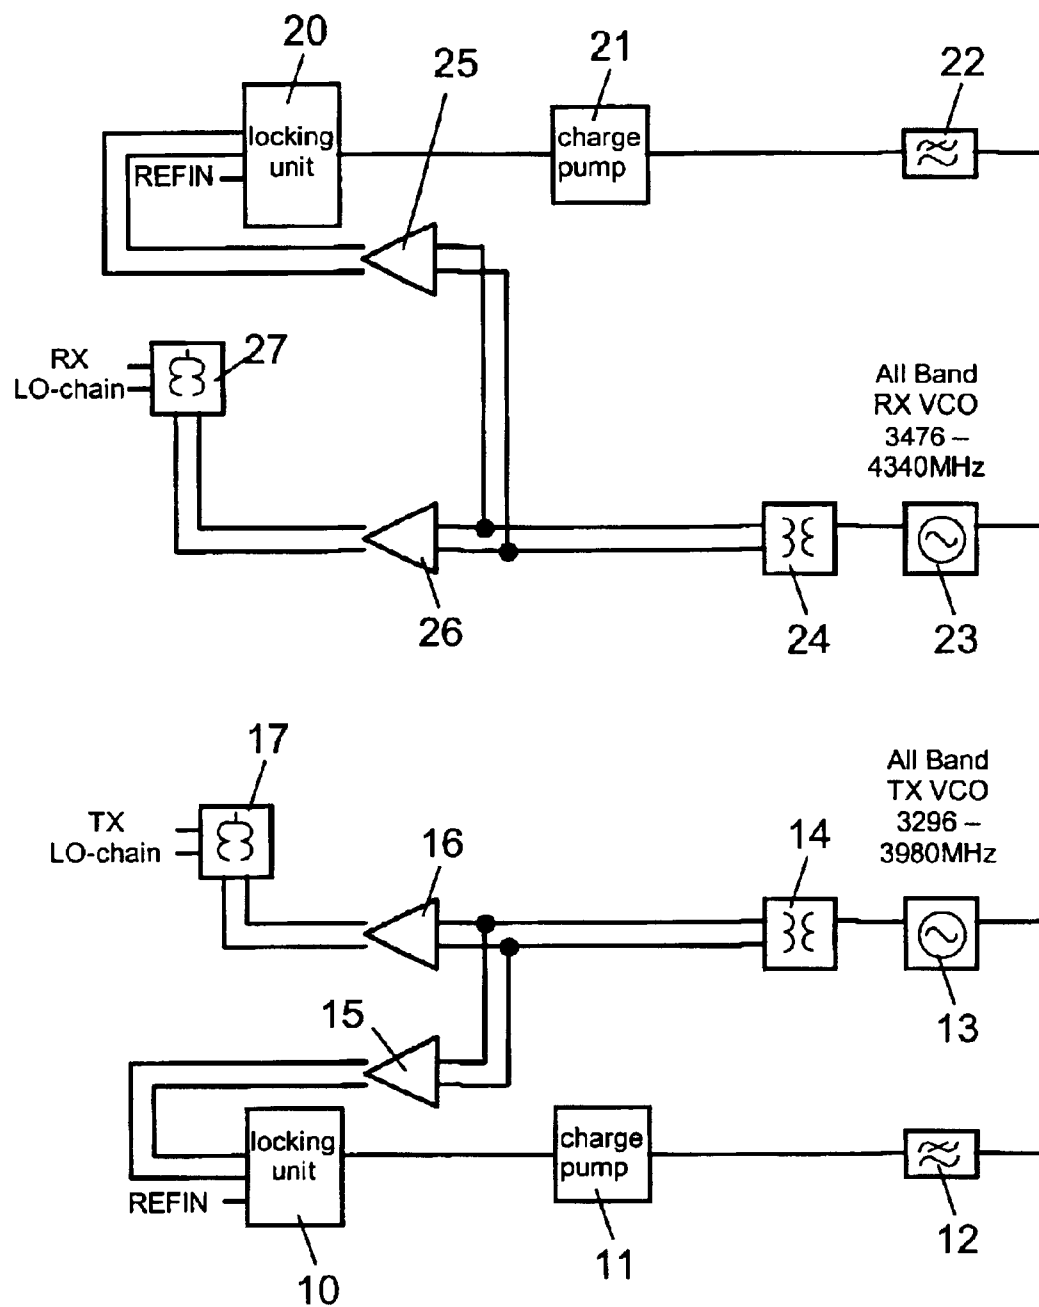 20
25
21
22
locking
unit
charge
pump
REFIN
27
RX
LO-chain
All Band
RX VCO
3476 –
4340MHz
26
24
23
17
All Band
TX VCO
3296 –
3980MHz
TX
LO-chain
16
14
15
13
locking
unit
charge
pump
REFIN
10
11
12